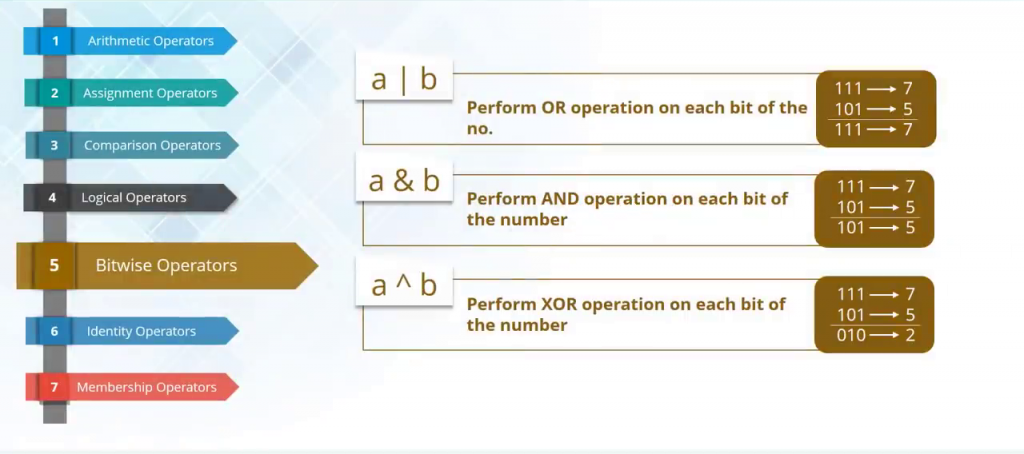 1 Arithmetic Operators
2 Assignment Operators
3 Comparison Operators
4 Logical Operators
5 Bitwise Operators
6 Identity Operators
7 Membership Operators
a | b
Perform OR operation on each bit of the
no.
111 → 7
101 → 5
111 → 7
a & b
Perform AND operation on each bit of
the number
111 → 7
101 → 5
101 → 5
a ^ b
Perform XOR operation on each bit of
the number
111 → 7
101 → 5
010 → 2